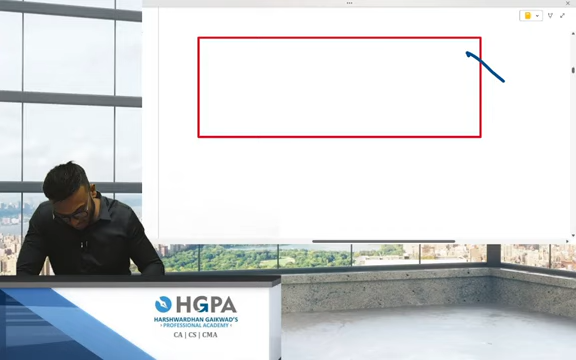 HGPA
HARSHWARDHAN GAIKWAD'S
• PROFESSIONAL ACADEMY •
CA | CS | CMA